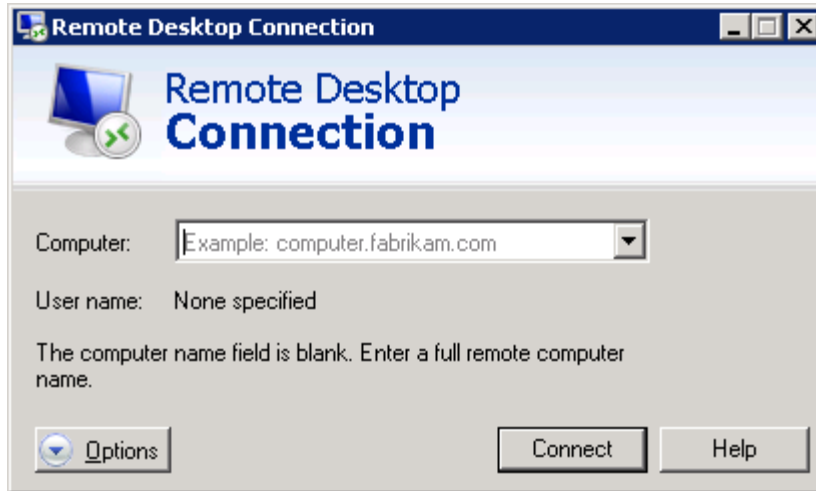 Remote Desktop Connection
Remote Desktop
Connection
Computer: Example: computer.fabrikam.com
User name: None specified
The computer name field is blank. Enter a full remote computer
name.
Options Connect Help